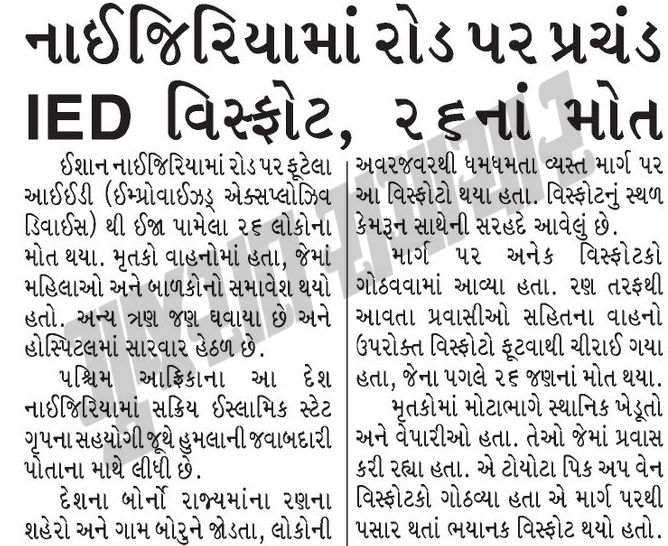 નાઈજિરિયામાં રોડ પર પ્રચંડ
IED વિસ્ફોટ, ૨૬નાં મોત
ઈશાન નાઈજિરિયામાં રોડ પર ફૂટેલા
આઈઈડી (ઈમ્પ્રોવાઈઝ્ડ્ એક્સપ્લોઝિવ
ડિવાઈસ) થી ઈજા પામેલા ૨૬ લોકોના
મોત થયા. મૃતકો વાહનોમાં હતા, જેમાં
મહિલાઓ અને બાળકોનો સમાવેશ થયો
હતો. અન્ય ત્રણ જણ ઘવાયા છે અને
હોસ્પિટલમાં સારવાર હેઠળ છે.
પશ્ચિમ આફ્રિકાના આ દેશ
નાઈજિરિયામાં સક્રિય ઈસ્લામિક સ્ટેટ
ગ્રૂપના સહયોગી જૂથે હુમલાની જવાબદારી
પોતાના માથે લીધી છે.
દેશના બોર્નો રાજ્યમાંના રણના
શહેરો અને ગામ બોરુને જોડતા, લોકોની
અવરજવરથી ધમધમતા વ્યસ્ત માર્ગ પર
આ વિસ્ફોટો થયા હતા. વિસ્ફોટનું સ્થળ
કેમરૂન સાથેની સરહદે આવેલું છે.
માર્ગ પર અનેક વિસ્ફોટકો
ગોઠવવામાં આવ્યા હતા. રણ તરફથી
આવતા પ્રવાસીઓ સહિતના વાહનો
ઉપરોક્ત વિસ્ફોટો ફૂટવાથી ચીરાઈ ગયા
હતા, જેના પગલે ૨૬ જણનાં મોત થયા.
મૃતકોમાં મોટાભાગે સ્થાનિક ખેડૂતો
અને વેપારીઓ હતા. તેઓ જેમાં પ્રવાસ
કરી રહ્યા હતા. એ ટોયોટા પિક અપ વેન
વિસ્ફોટકો ગોઠવ્યા હતા એ માર્ગ પરથી
પસાર થતાં ભયાનક વિસ્ફોટ થયો હતો.
ગુજરાત સમાચાર